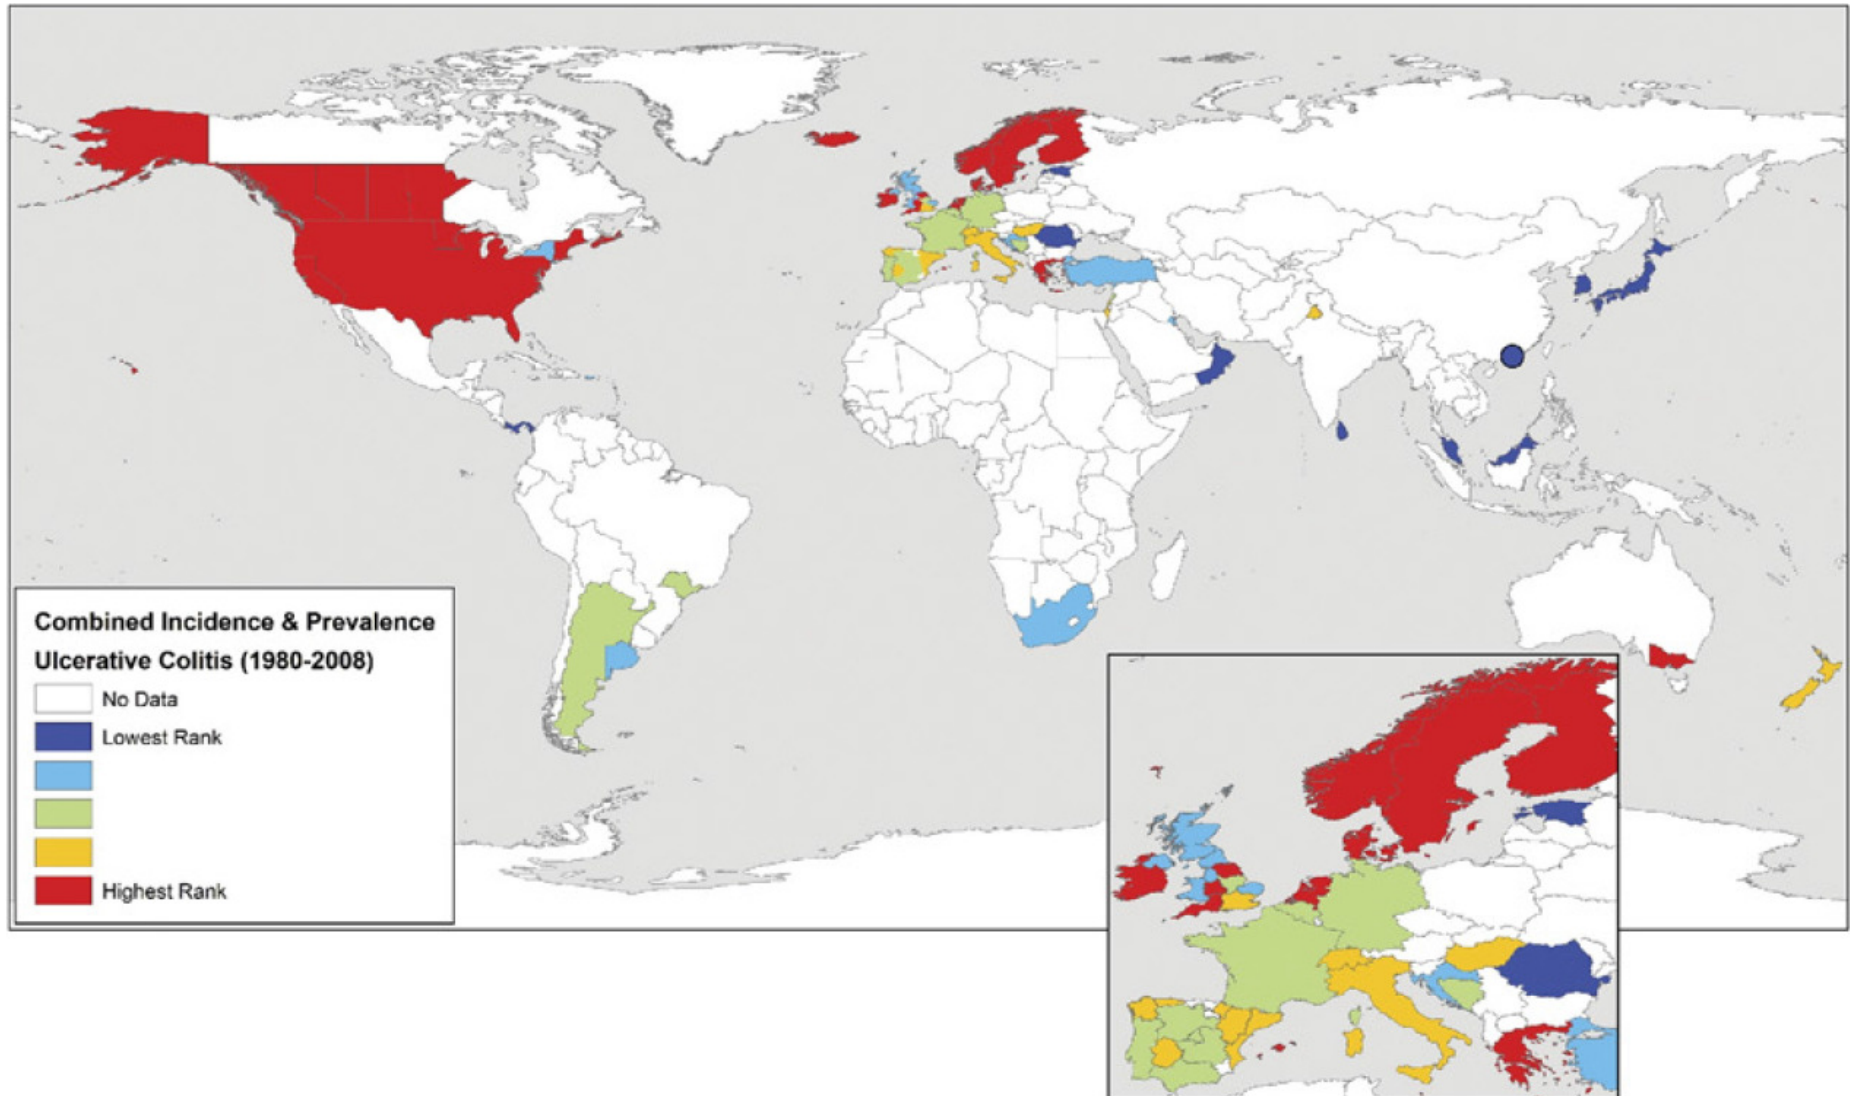 Combined Incidence & Prevalence
Ulcerative Colitis (1980-2008)
No Data
Lowest Rank
Highest Rank